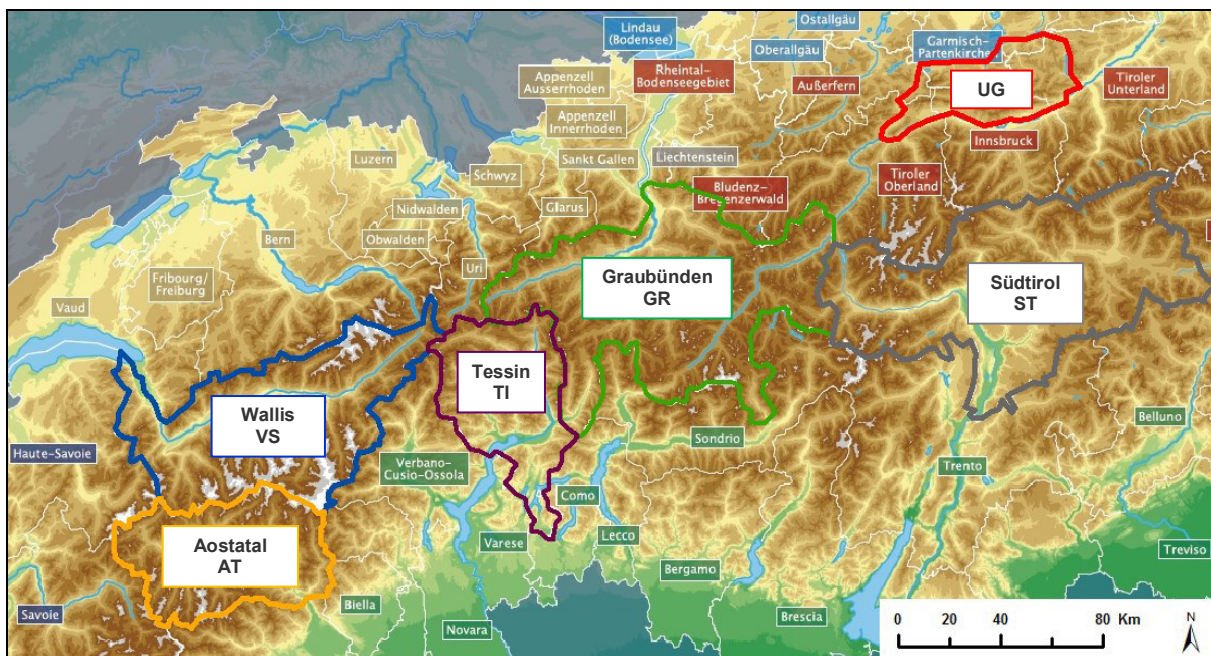 Lindau
(Bodensee)
Ostallgäu
Oberallgäu
Garmisch-
Partenkirchen
UG
Tiroler
Unterland
Rheintal-
Bodenseegebiet
Außerfern
Appenzell
Ausserrhoden
Appenzell
Innerrhoden
Innsbruck
Luzern
Schwyz
Sankt Gallen
Liechtenstein
Tiroler
Oberland
Bludenz-
Bregenzerwald
Nidwalden
Glarus
Bern
Obwalden
Uri
Fribourg/
Freiburg
Vaud
Graubünden
GR
Südtirol
ST
Tessin
TI
Wallis
VS
Haute-Savoie
Verbano-
Cusio-Ossola
Sondrio
Belluno
Trento
Como
Aostatal
AT
Varese
Lecco
Bergamo
Treviso
Savoie
Biella
Novara
Brescia
0 20 40 80 Km
N